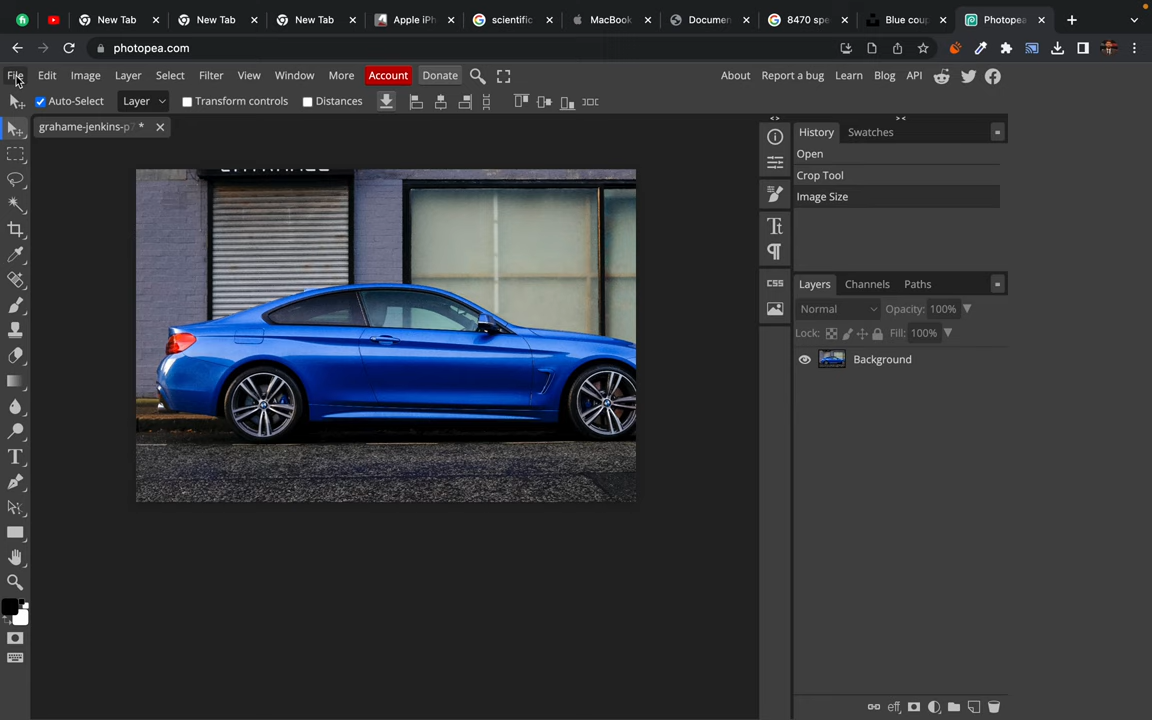 New Tab New Tab New Tab Apple iPh scientific MacBook Documen 8470 spe Blue coup Photopea
photopea.com
File Edit Image Layer Select Filter View Window More Account Donate About Report a bug Learn Blog API
Auto-Select Layer Transform controls Distances
grahame-jenkins-p7 *
History Swatches
Open
Crop Tool
Image Size
Layers Channels Paths
Normal Opacity: 100%
Lock: Fill: 100%
Background
CSS
eff